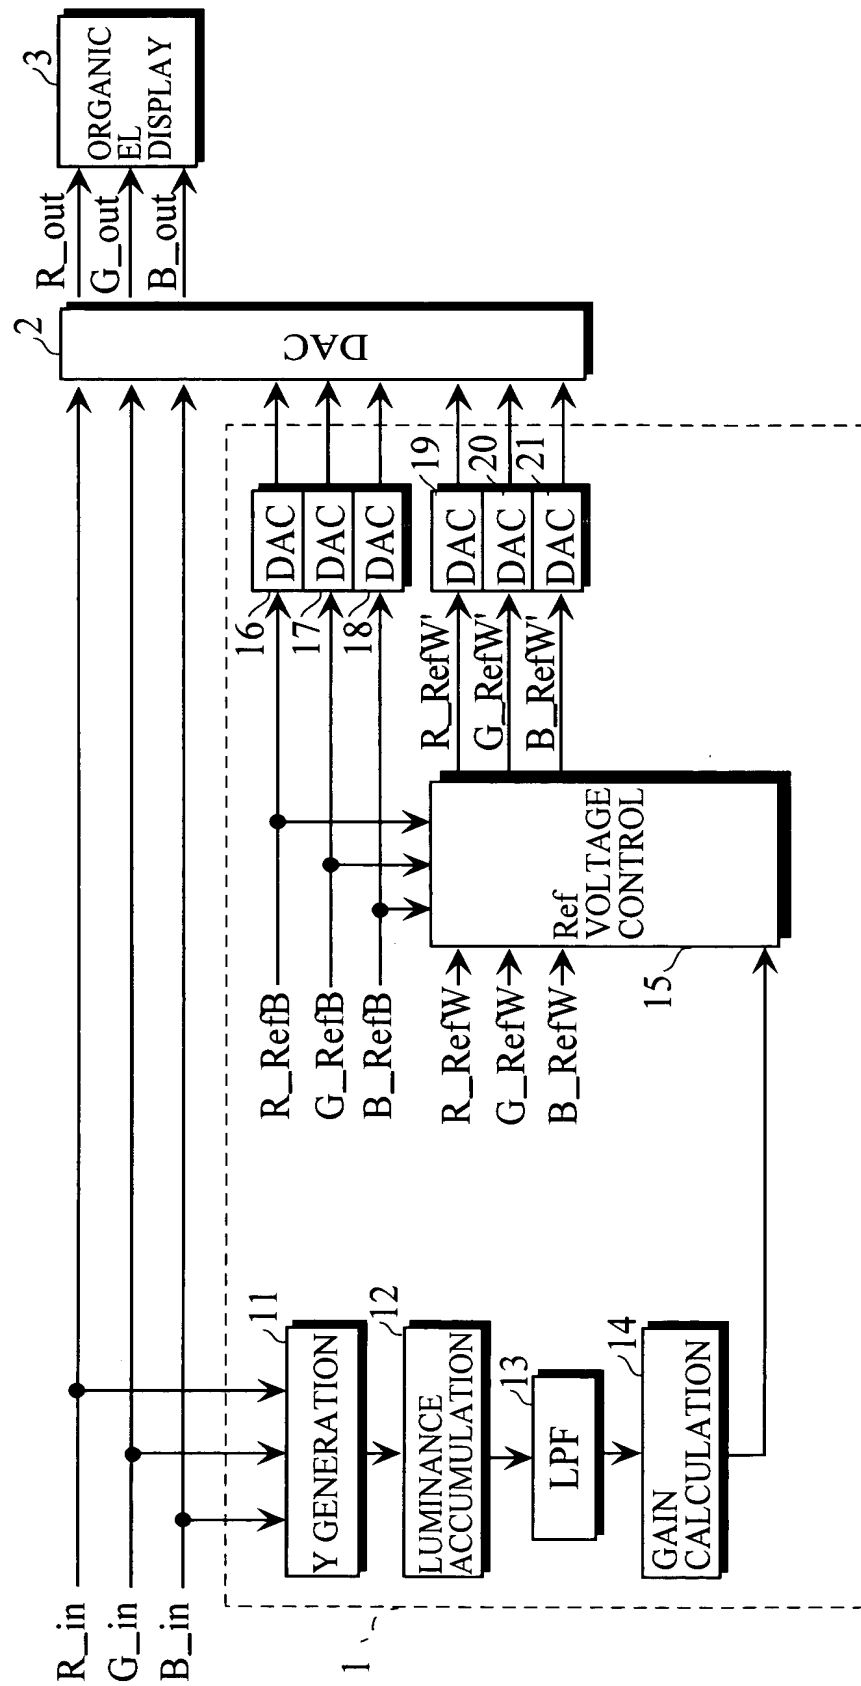 R_in
G_in
B_in
1
11
Y GENERATION
12
LUMINANCE
ACCUMULATION
13
LPF
14
GAIN
CALCULATION
R_RefB
G_RefB
B_RefB
R_RefW
G_RefW
B_RefW
15
Ref
VOLTAGE
CONTROL
R_RefW'
G_RefW'
B_RefW'
16
DAC
17
DAC
18
DAC
19
DAC
20
DAC
21
DAC
2
DAC
R_out
G_out
B_out
3
ORGANIC
EL
DISPLAY